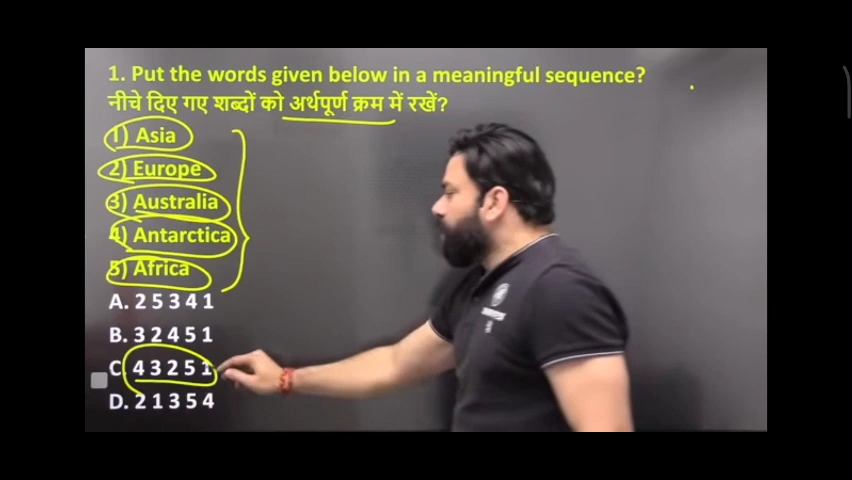 1. Put the words given below in a meaningful sequence?
नीचे दिए गए शब्दों को अर्थपूर्ण क्रम में रखें?
1) Asia
2) Europe
3) Australia
4) Antarctica
5) Africa
A. 2 5 3 4 1
B. 3 2 4 5 1
C. 4 3 2 5 1
D. 2 1 3 5 4